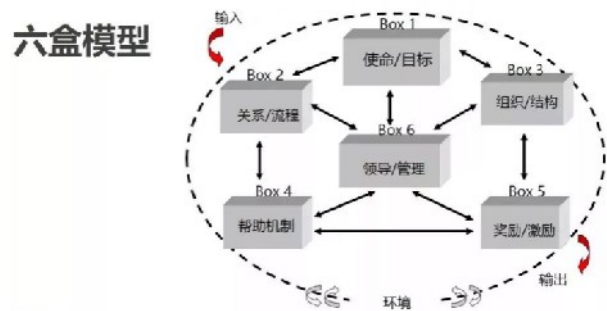 六盒模型
输入
Box 1
使命/目标
Box 2
关系/流程
Box 3
组织/结构
Box 6
领导/管理
Box 4
帮助机制
Box 5
奖励/激励
输出
环境